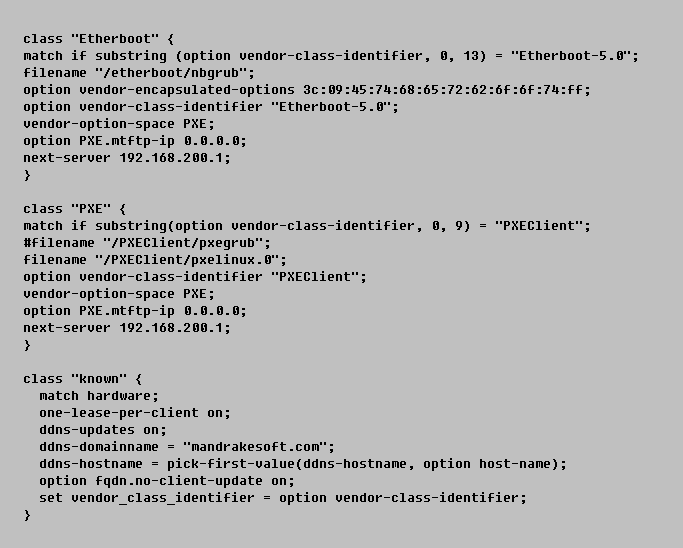 class "Etherboot" {
match if substring (option vendor-class-identifier, 0, 13) = "Etherboot-5.0";
filename "/etherboot/nbgrub";
option vendor-encapsulated-options 3c:09:45:74:68:65:72:62:6f:6f:74:ff;
option vendor-class-identifier "Etherboot-5.0";
vendor-option-space PXE;
option PXE.mtftp-ip 0.0.0.0;
next-server 192.168.200.1;
}

class "PXE" {
match if substring(option vendor-class-identifier, 0, 9) = "PXEClient";
#filename "/PXEClient/pxegrub";
filename "/PXEClient/pxelinux.0";
option vendor-class-identifier "PXEClient";
vendor-option-space PXE;
option PXE.mtftp-ip 0.0.0.0;
next-server 192.168.200.1;
}

class "known" {
  match hardware;
  one-lease-per-client on;
  ddns-updates on;
  ddns-domainname = "mandrakesoft.com";
  ddns-hostname = pick-first-value(ddns-hostname, option host-name);
  option fqdn.no-client-update on;
  set vendor_class_identifier = option vendor-class-identifier;
}